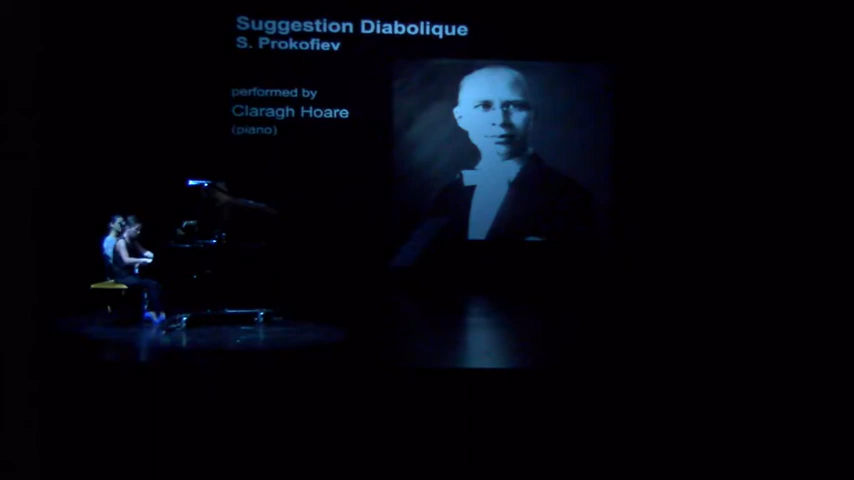 Suggestion Diabolique
S. Prokofiev
performed by
Claragh Hoare
(piano)